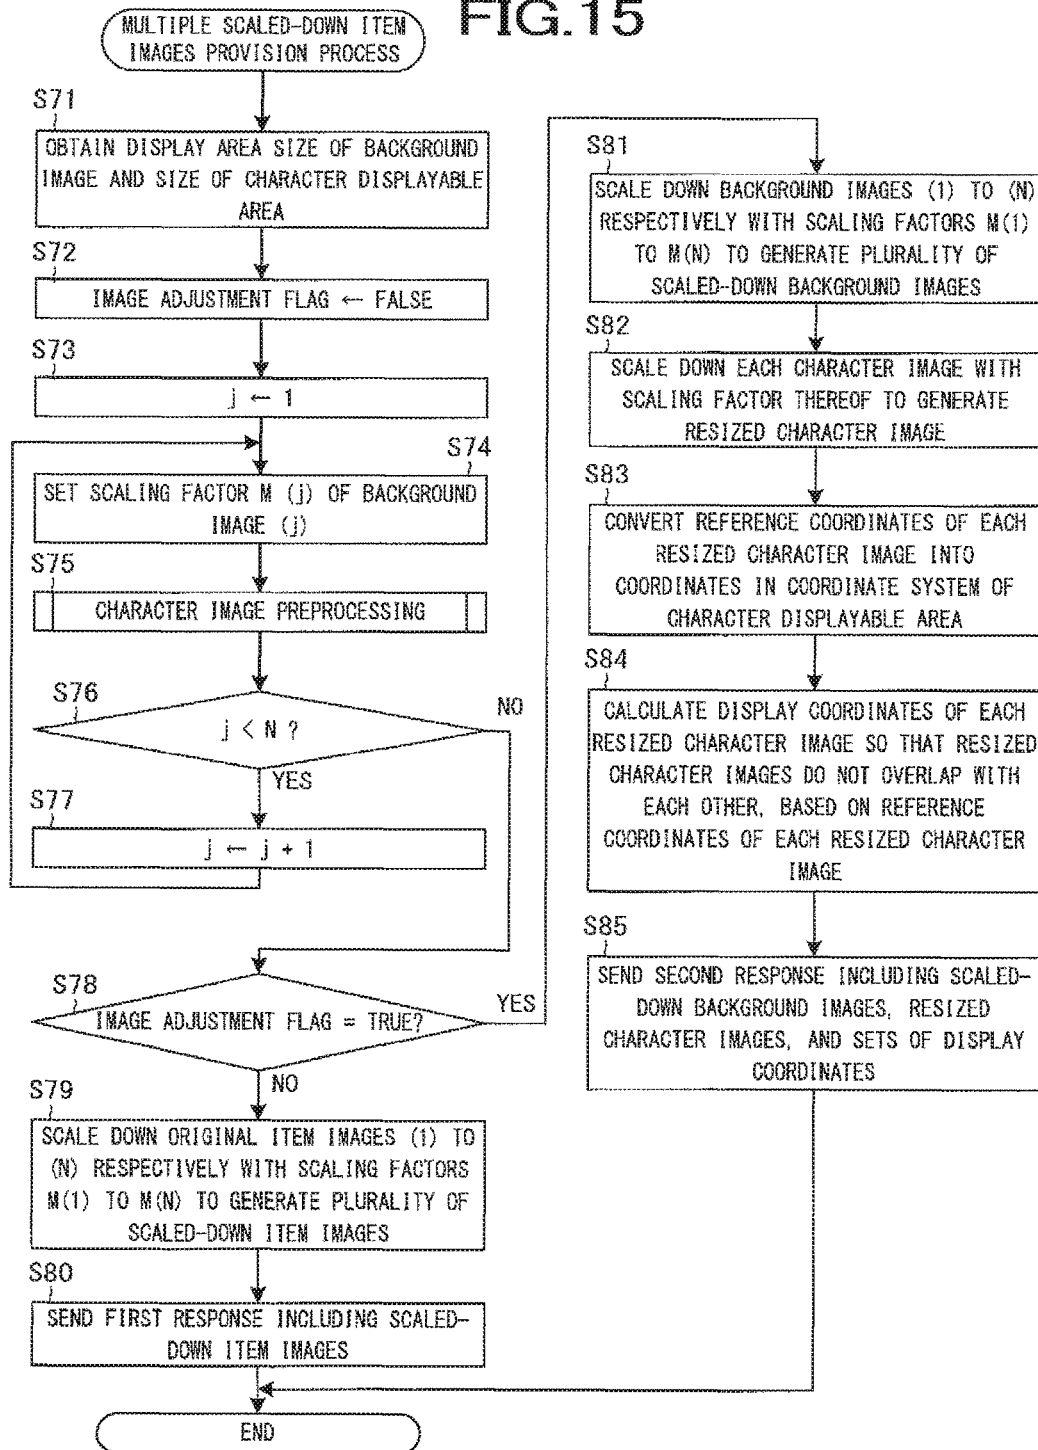 FIG.15
MULTIPLE SCALED-DOWN ITEM
IMAGES PROVISION PROCESS
S71
OBTAIN DISPLAY AREA SIZE OF BACKGROUND
IMAGE AND SIZE OF CHARACTER DISPLAYABLE
AREA
S72
IMAGE ADJUSTMENT FLAG ← FALSE
S73
j ← 1
S74
SET SCALING FACTOR M (j) OF BACKGROUND
IMAGE (j)
S75
CHARACTER IMAGE PREPROCESSING
S76
j < N ?
NO
YES
S77
j ← j + 1
S78
IMAGE ADJUSTMENT FLAG = TRUE?
YES
NO
S79
SCALE DOWN ORIGINAL ITEM IMAGES (1) TO
(N) RESPECTIVELY WITH SCALING FACTORS
M(1) TO M(N) TO GENERATE PLURALITY OF
SCALED-DOWN ITEM IMAGES
S80
SEND FIRST RESPONSE INCLUDING SCALED-
DOWN ITEM IMAGES
S81
SCALE DOWN BACKGROUND IMAGES (1) TO (N)
RESPECTIVELY WITH SCALING FACTORS M(1)
TO M(N) TO GENERATE PLURALITY OF
SCALED-DOWN BACKGROUND IMAGES
S82
SCALE DOWN EACH CHARACTER IMAGE WITH
SCALING FACTOR THEREOF TO GENERATE
RESIZED CHARACTER IMAGE
S83
CONVERT REFERENCE COORDINATES OF EACH
RESIZED CHARACTER IMAGE INTO
COORDINATES IN COORDINATE SYSTEM OF
CHARACTER DISPLAYABLE AREA
S84
CALCULATE DISPLAY COORDINATES OF EACH
RESIZED CHARACTER IMAGE SO THAT RESIZED
CHARACTER IMAGES DO NOT OVERLAP WITH
EACH OTHER, BASED ON REFERENCE
COORDINATES OF EACH RESIZED CHARACTER
IMAGE
S85
SEND SECOND RESPONSE INCLUDING SCALED-
DOWN BACKGROUND IMAGES, RESIZED
CHARACTER IMAGES, AND SETS OF DISPLAY
COORDINATES
END